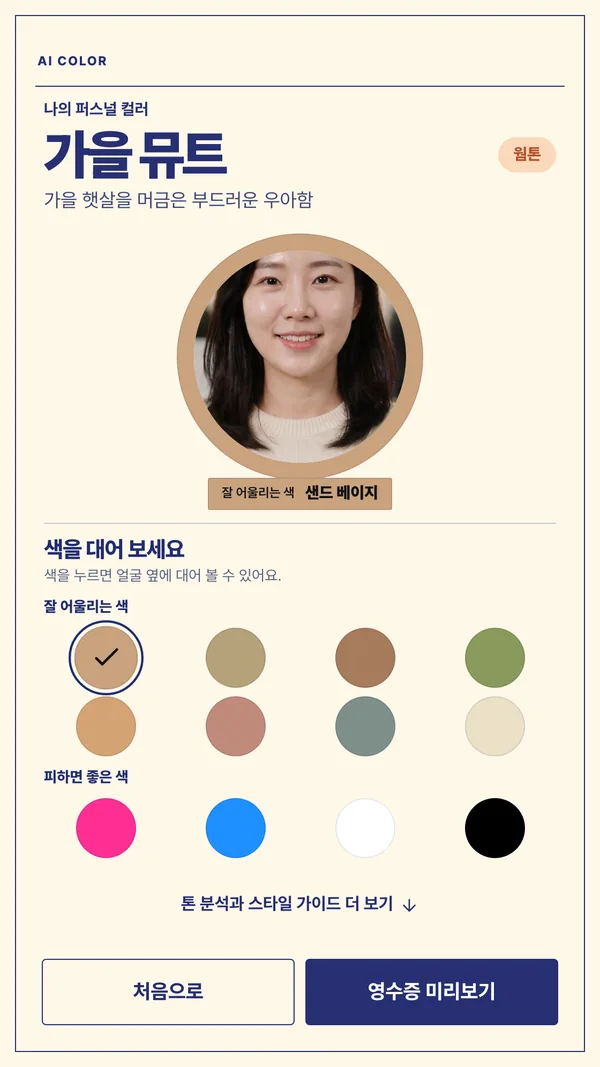 AI COLOR
나의 퍼스널 컬러
가을 뮤트
웜톤
가을 햇살을 머금은 부드러운 우아함
잘 어울리는 색 샌드 베이지
색을 대어 보세요
색을 누르면 얼굴 옆에 대어 볼 수 있어요.
잘 어울리는 색
피하면 좋은 색
톤 분석과 스타일 가이드 더 보기 ↓
처음으로
영수증 미리보기